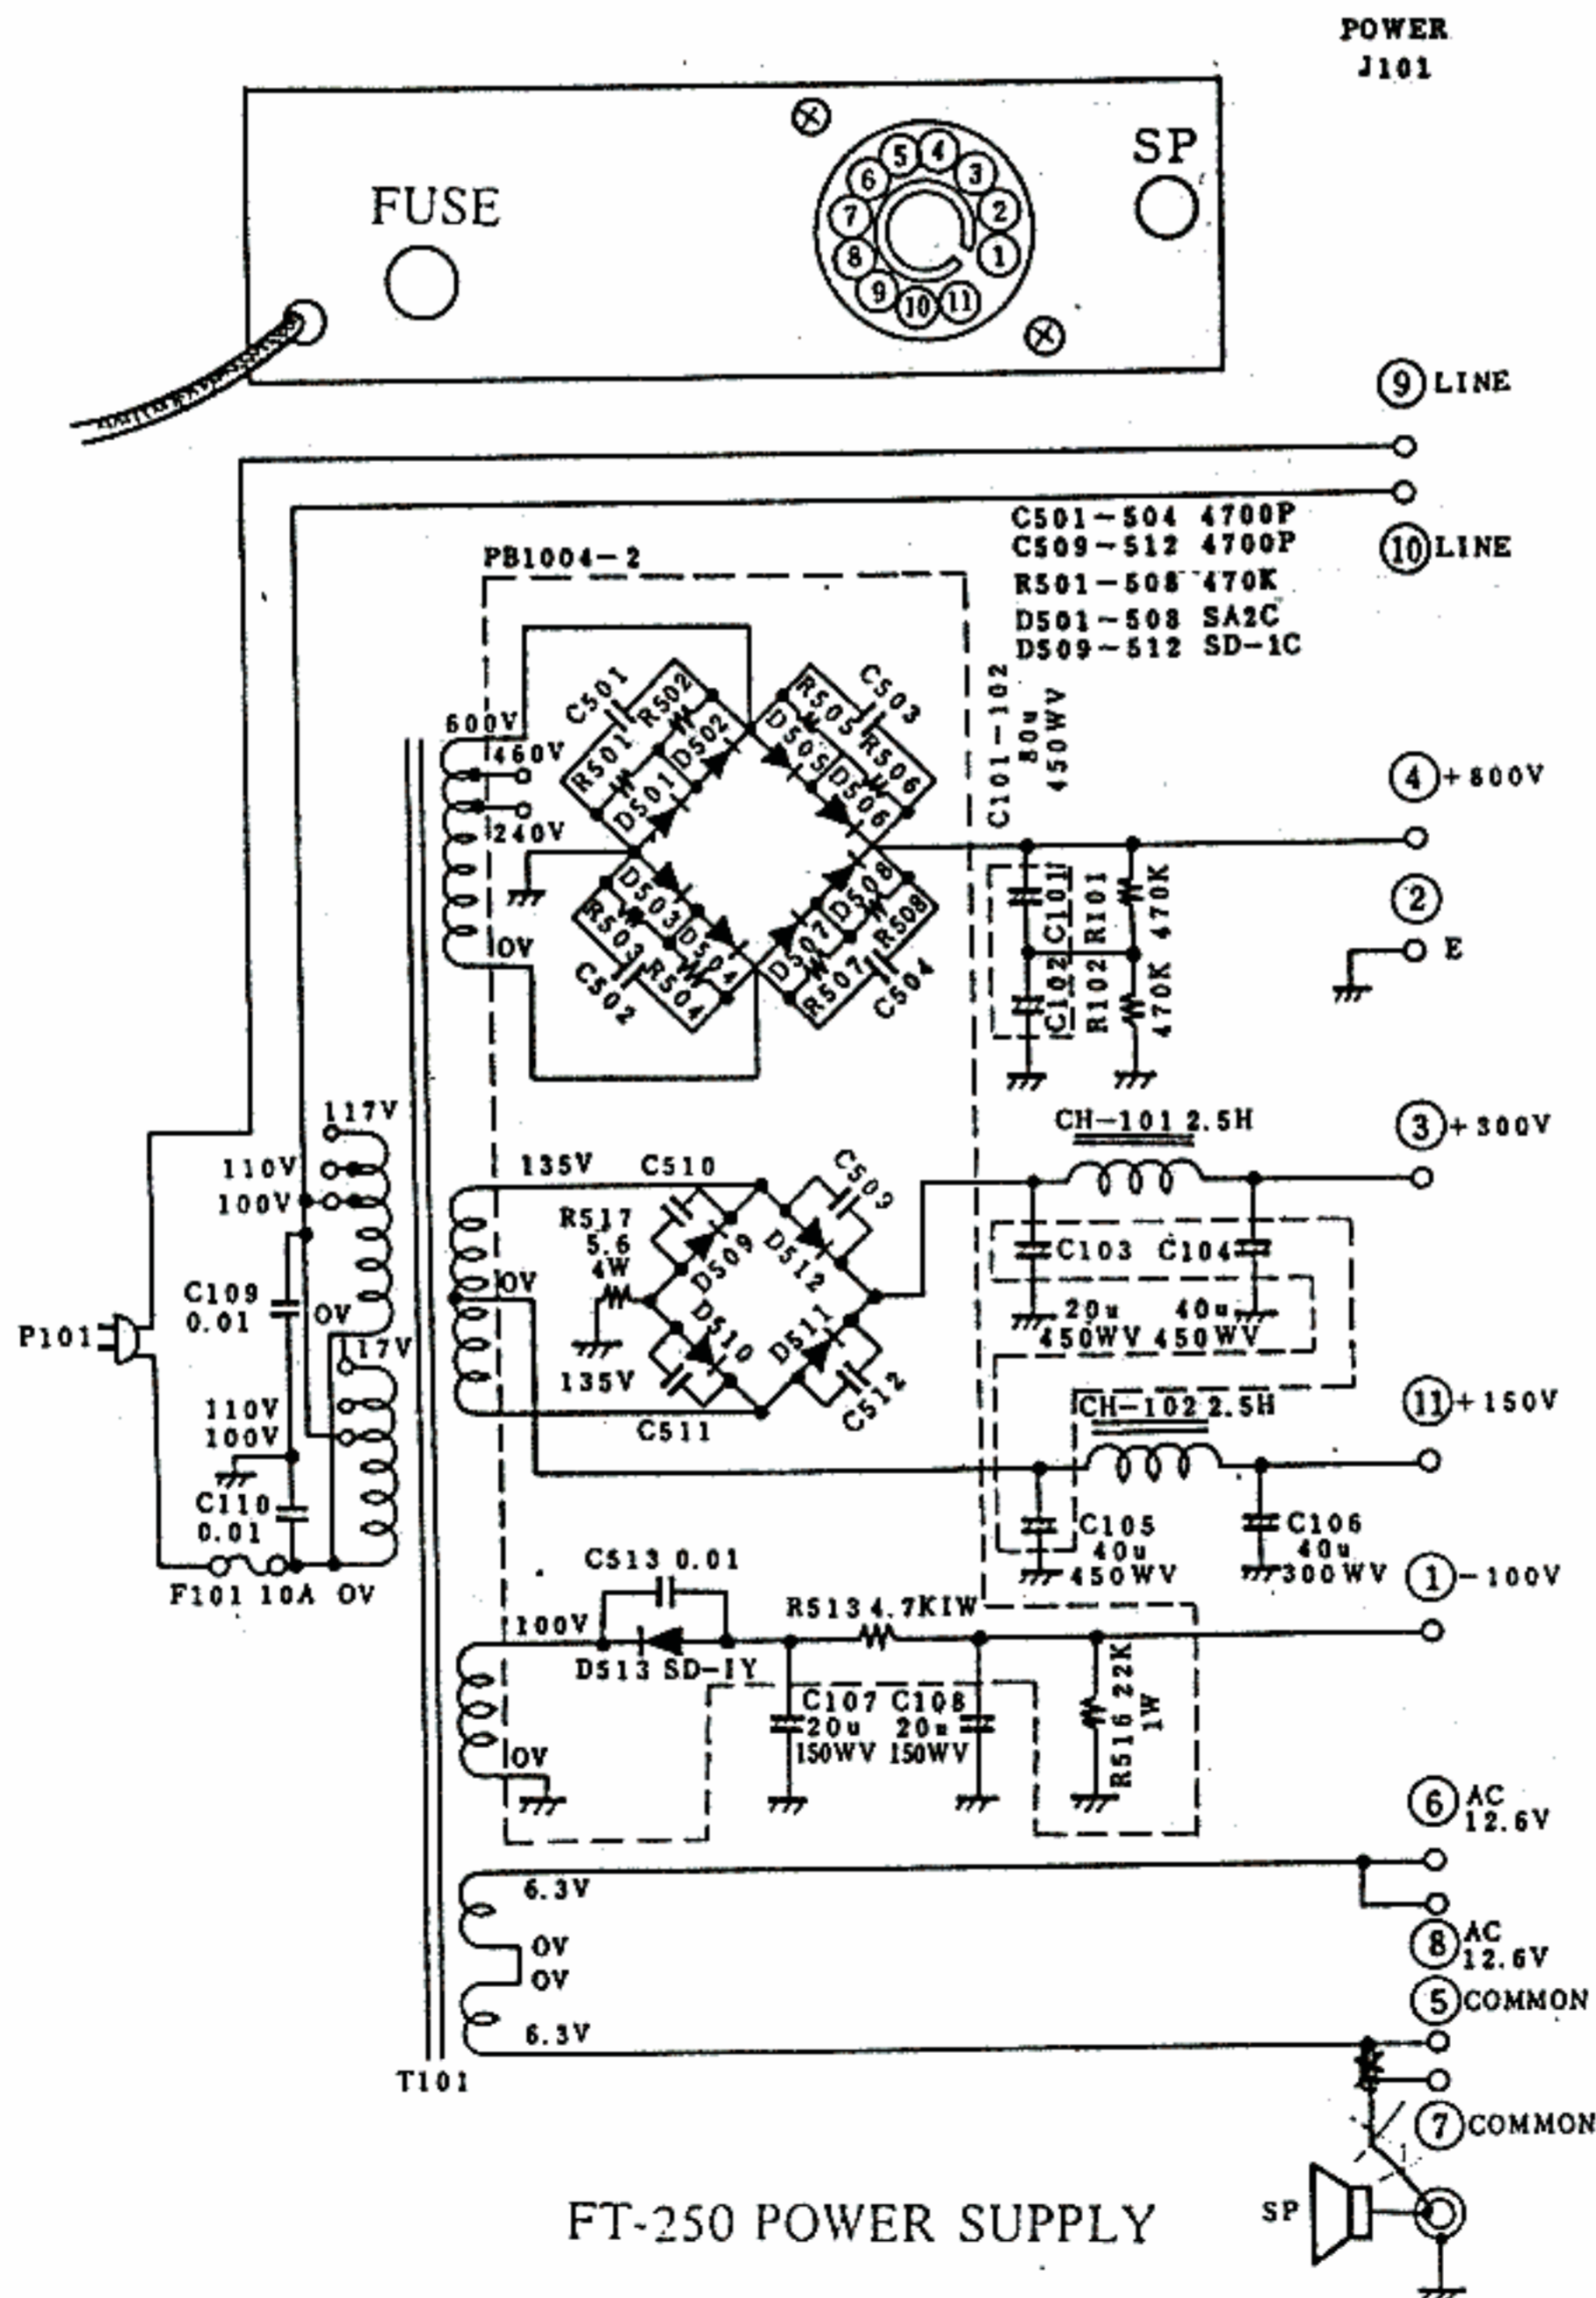 POWER
J101
FUSE
SP
5 4 3 2 1 6 7 8 9 10 11
9 LINE
10 LINE
C501-504 4700P
C509-512 4700P
R501-508 470K
D501-508 SA2C
D509-512 SD-1C
PB1004-2
600V
460V
240V
0V
C501
R502
R501
D502
D501
C503
R505
R506
D505
D506
D503
D504
R503
R504
C502
D507
D508
R507
R508
C504
C101-102
80u
450WV
C101
C102
R101
470K
R102
470K
4 +800V
2
E
117V
110V
100V
C109
0.01
0V
P101
117V
110V
100V
C110
0.01
F101 10A 0V
135V
C510
C509
R517
5.6
4W
D509
D512
0V
D510
D511
135V
C511
C512
CH-101 2.5H
3 +300V
C103 C104
20u 40u
450WV 450WV
CH-102 2.5H
11 +150V
C105
40u
450WV
C106
40u
300WV
1 -100V
C513 0.01
100V
D513 SD-1Y
R513 4.7K1W
C107 C108
20u 20u
150WV 150WV
R516 22K
1W
0V
6 AC
12.6V
6.3V
0V
0V
6.3V
8 AC
12.6V
5 COMMON
7 COMMON
T101
SP
FT-250 POWER SUPPLY